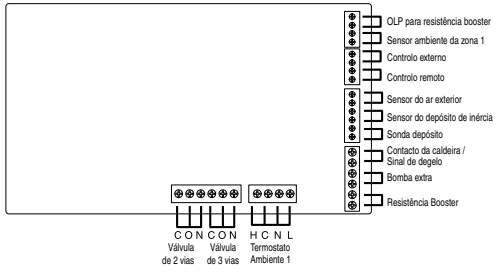 OLP para resistência booster
Sensor ambiente da zona 1
Controlo externo
Controlo remoto
Sensor do ar exterior
Sensor do depósito de inércia
Sonda depósito
Contacto da caldeira /
Sinal de degelo
Bomba extra
Resistência Booster
C O N C O N H C N L
Válvula
de 2 vias
Válvula
de 3 vias
Termostato
Ambiente 1